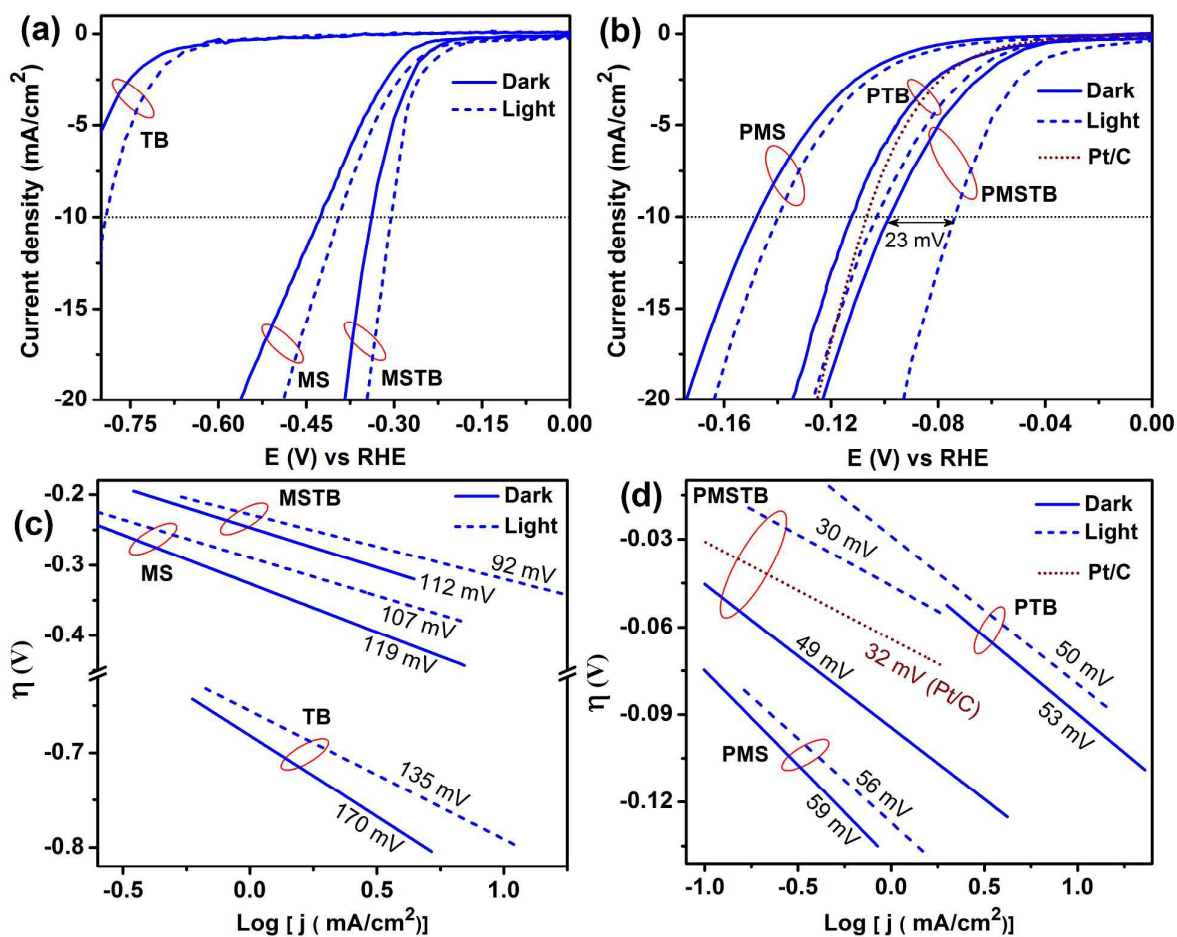 (a)
0
-5
-10
-15
-20
Current density (mA/cm²)
Dark
Light
TB
MS
MSTB
-0.75 -0.60 -0.45 -0.30 -0.15 0.00
E (V) vs RHE
(b)
0
-5
-10
-15
-20
Current density (mA/cm²)
Dark
Light
Pt/C
PTB
PMS
PMSTB
23 mV
-0.16 -0.12 -0.08 -0.04 0.00
E (V) vs RHE
(c)
-0.2
-0.3
-0.4
-0.7
-0.8
η (V)
Dark
Light
MSTB
MS
92 mV
112 mV
107 mV
119 mV
TB
135 mV
170 mV
-0.5 0.0 0.5 1.0
Log [ j ( mA/cm²)]
(d)
-0.03
-0.06
-0.09
-0.12
η (V)
Dark
Light
Pt/C
PMSTB
30 mV
PTB
49 mV
32 mV (Pt/C)
50 mV
53 mV
PMS
56 mV
59 mV
-1.0 -0.5 0.0 0.5 1.0
Log [ j ( mA/cm²)]